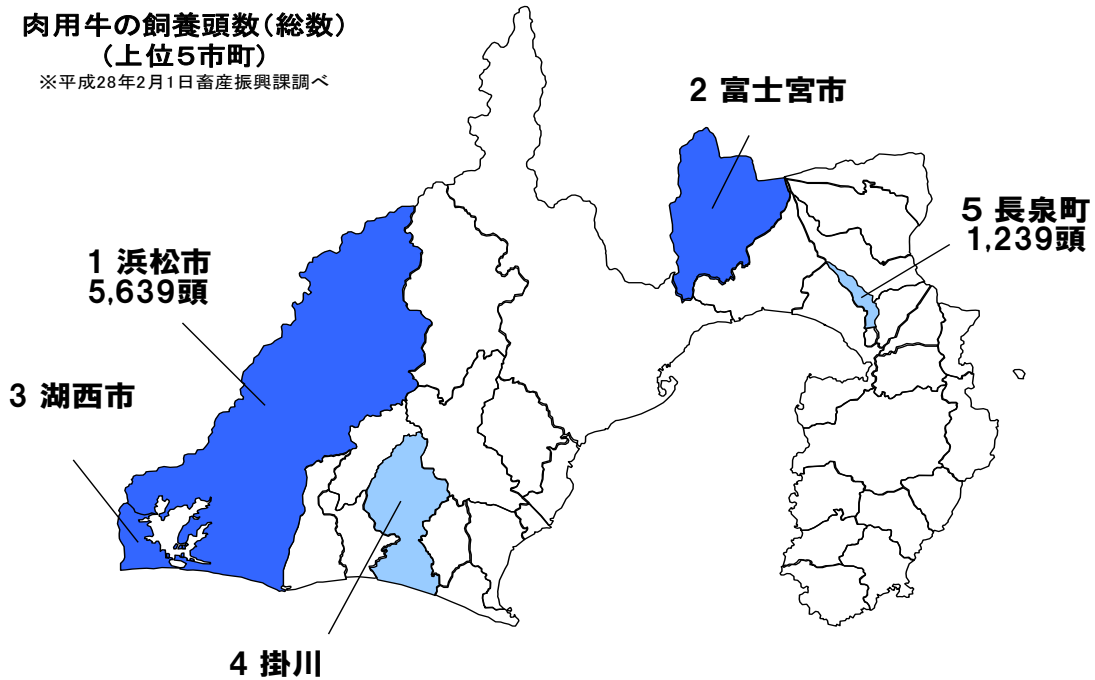 肉用牛の飼養頭数(総数)
(上位5市町)
※平成28年2月1日畜産振興課調べ
2 富士宮市
5 長泉町
1,239頭
1 浜松市
5,639頭
3 湖西市
4 掛川